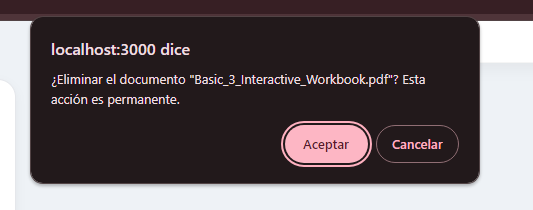 localhost:3000 dice
¿Eliminar el documento "Basic_3_Interactive_Workbook.pdf"? Esta
acción es permanente.
Aceptar
Cancelar